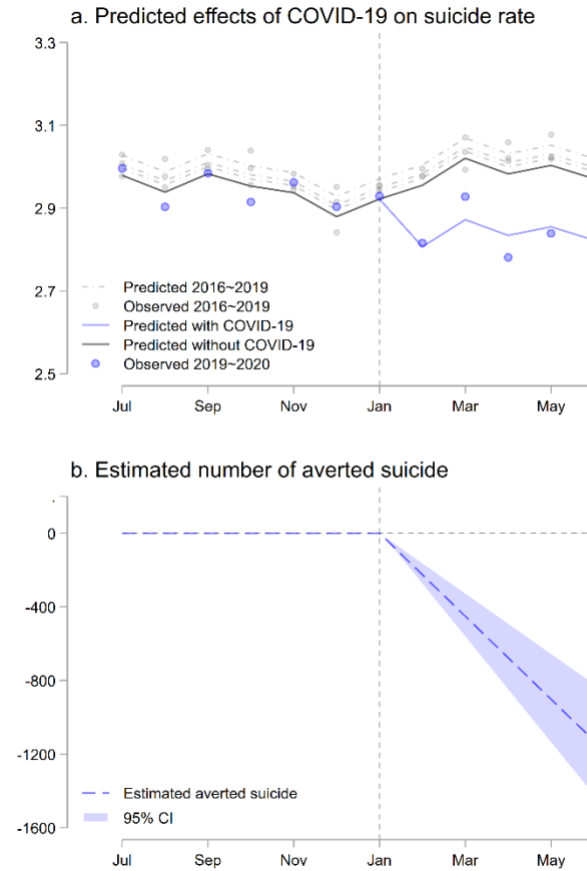 a. Predicted effects of COVID-19 on suicide rate
3.3
3.1
2.9
2.7
2.5
Predicted 2016~2019
Observed 2016~2019
Predicted with COVID-19
Predicted without COVID-19
Observed 2019~2020
Jul Sep Nov Jan Mar May
b. Estimated number of averted suicide
0
-400
-800
-1200
-1600
Estimated averted suicide
95% CI
Jul Sep Nov Jan Mar May